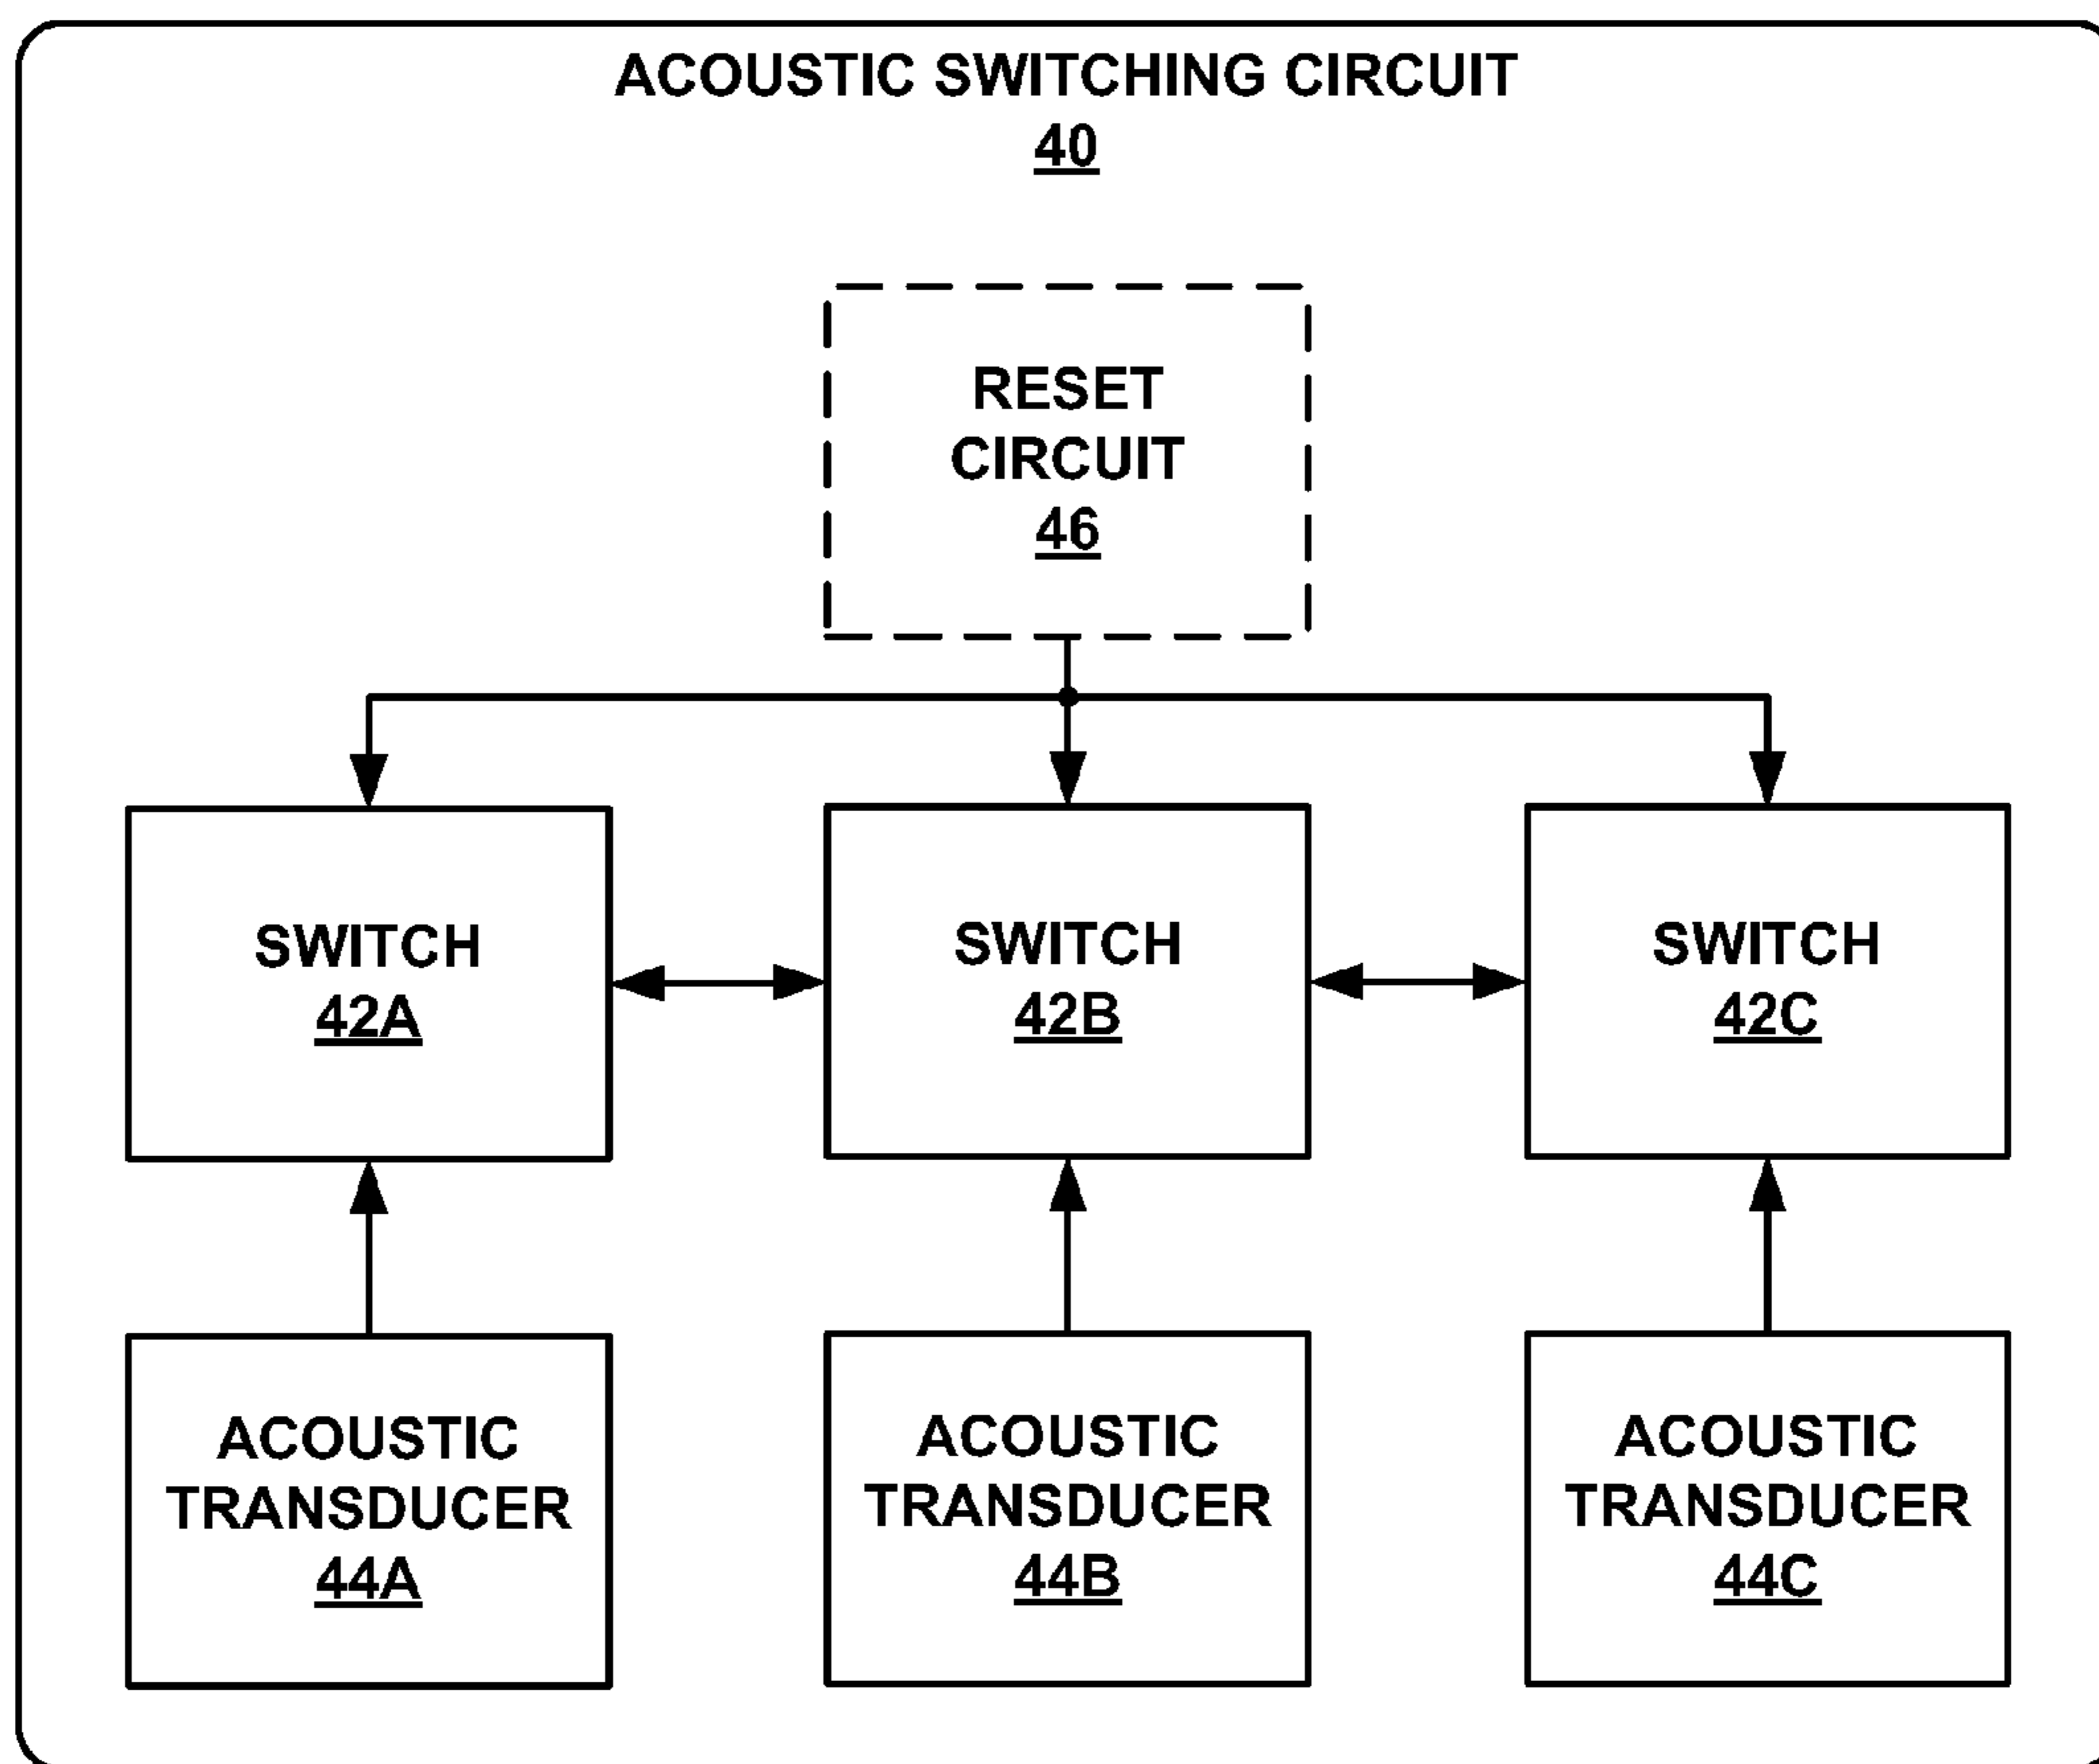 ACOUSTIC SWITCHING CIRCUIT
40
RESET
CIRCUIT
46
SWITCH
42A
SWITCH
42B
SWITCH
42C
ACOUSTIC
TRANSDUCER
44A
ACOUSTIC
TRANSDUCER
44B
ACOUSTIC
TRANSDUCER
44C